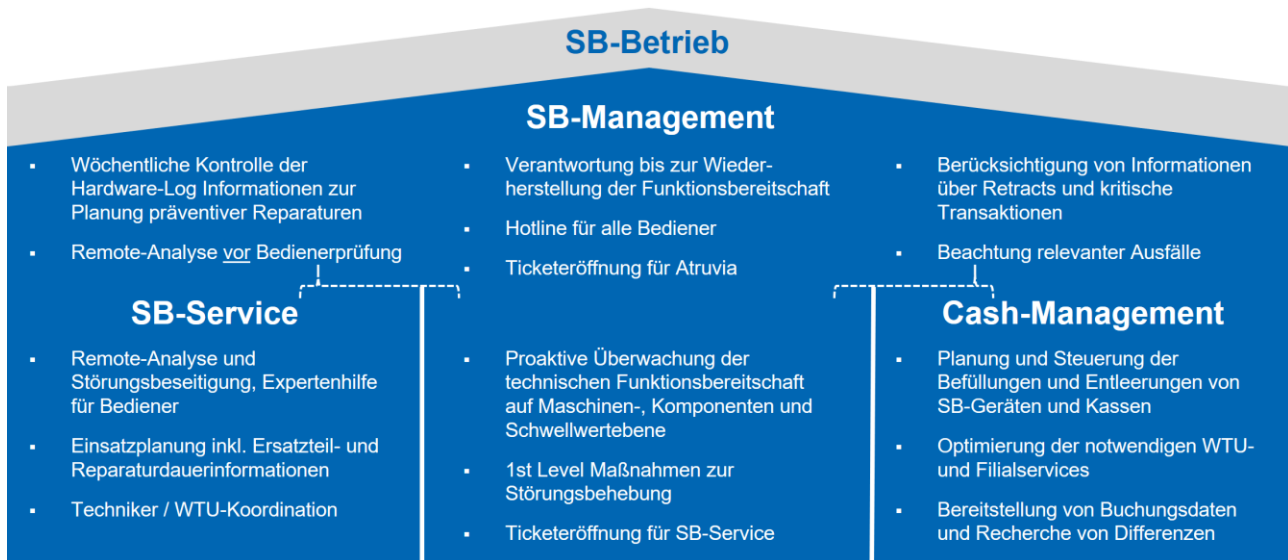 SB-Betrieb
SB-Management
▪ Wöchentliche Kontrolle der
Hardware-Log Informationen zur
Planung präventiver Reparaturen
▪ Remote-Analyse vor Bedienerprüfung
▪ Verantwortung bis zur Wieder-
herstellung der Funktionsbereitschaft
▪ Hotline für alle Bediener
▪ Ticketeröffnung für Atruvia
▪ Berücksichtigung von Informationen
über Retracts und kritische
Transaktionen
▪ Beachtung relevanter Ausfälle
SB-Service
▪ Remote-Analyse und
Störungsbeseitigung, Expertenhilfe
für Bediener
▪ Einsatzplanung inkl. Ersatzteil- und
Reparaturdauerinformationen
▪ Techniker / WTU-Koordination
▪ Proaktive Überwachung der
technischen Funktionsbereitschaft
auf Maschinen-, Komponenten und
Schwellwertebene
▪ 1st Level Maßnahmen zur
Störungsbehebung
▪ Ticketeröffnung für SB-Service
Cash-Management
▪ Planung und Steuerung der
Befüllungen und Entleerungen von
SB-Geräten und Kassen
▪ Optimierung der notwendigen WTU-
und Filialservices
▪ Bereitstellung von Buchungsdaten
und Recherche von Differenzen